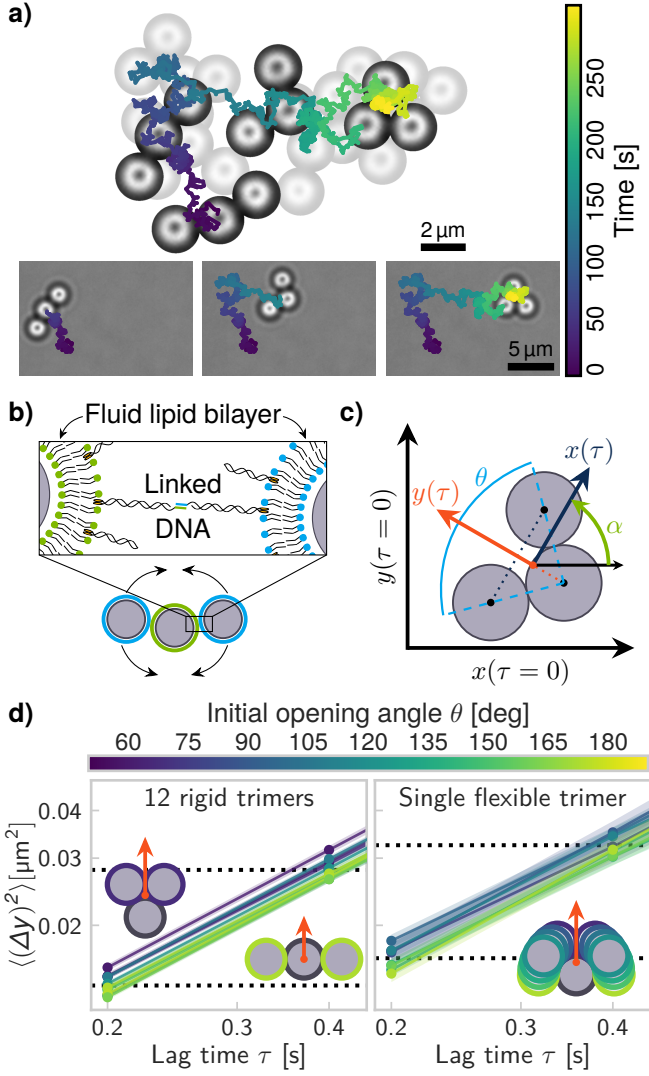 a)
2 µm
5 µm
0 50 100 150 200 250
Time [s]
b)
Fluid lipid bilayer
Linked
DNA
c)
x(τ)
y(τ)
θ
α
y(τ = 0)
x(τ = 0)
d)
Initial opening angle θ [deg]
60 75 90 105 120 135 150 165 180
12 rigid trimers
Single flexible trimer
⟨(Δy)²⟩[µm²]
0.04
0.03
0.02
0.2 0.3 0.4
0.2 0.3 0.4
Lag time τ [s]
Lag time τ [s]